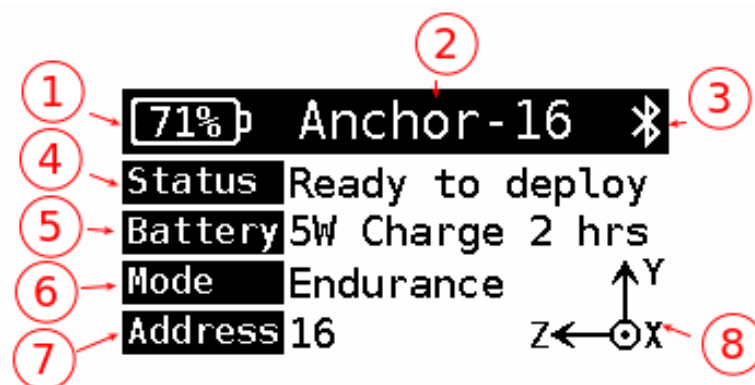 2
1
3
71% Anchor-16
4
Status Ready to deploy
5
Battery 5W Charge 2 hrs
6
Mode Endurance
Y
7
Address 16
Z X
8